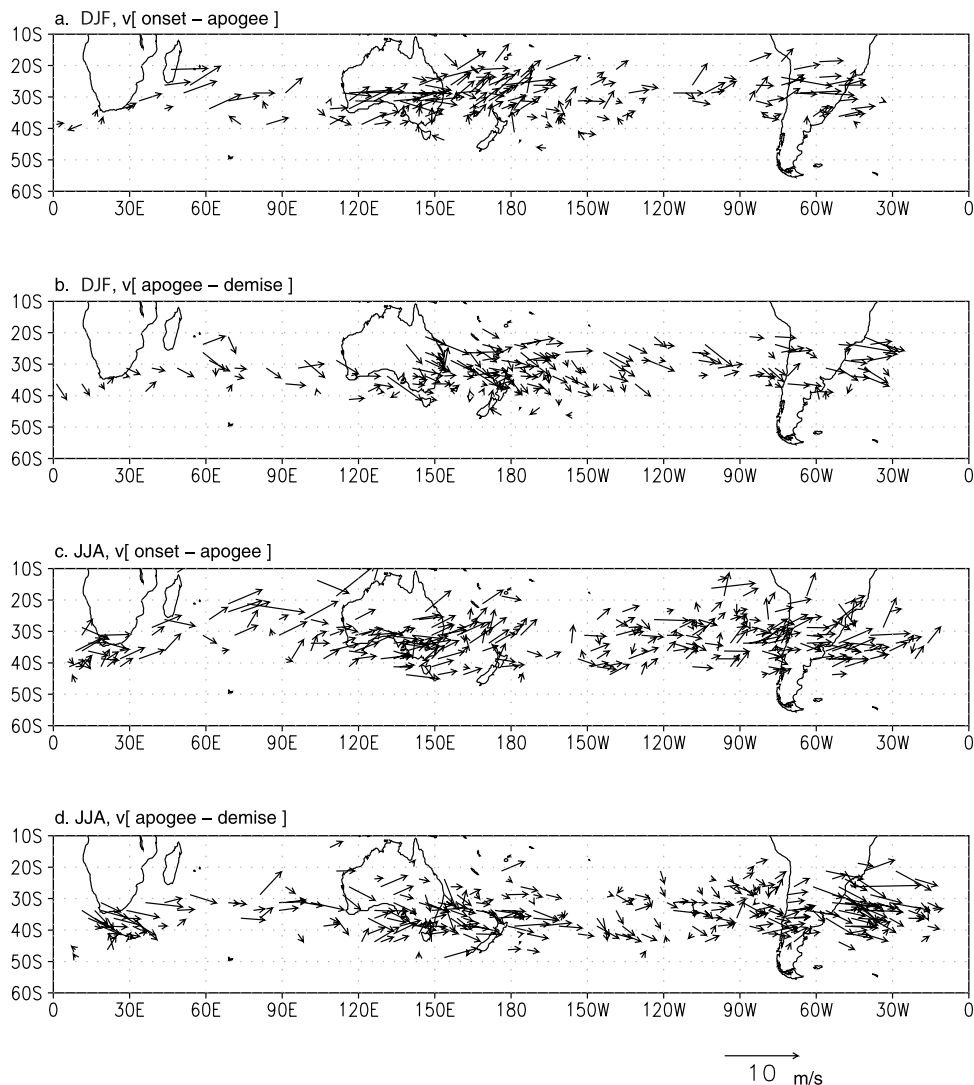 a. DJF, v[ onset – apogee ]
10S
20S
30S
40S
50S
60S
0 30E 60E 90E 120E 150E 180 150W 120W 90W 60W 30W 0
b. DJF, v[ apogee – demise ]
10S
20S
30S
40S
50S
60S
0 30E 60E 90E 120E 150E 180 150W 120W 90W 60W 30W 0
c. JJA, v[ onset – apogee ]
10S
20S
30S
40S
50S
60S
0 30E 60E 90E 120E 150E 180 150W 120W 90W 60W 30W 0
d. JJA, v[ apogee – demise ]
10S
20S
30S
40S
50S
60S
0 30E 60E 90E 120E 150E 180 150W 120W 90W 60W 30W 0
10 m/s